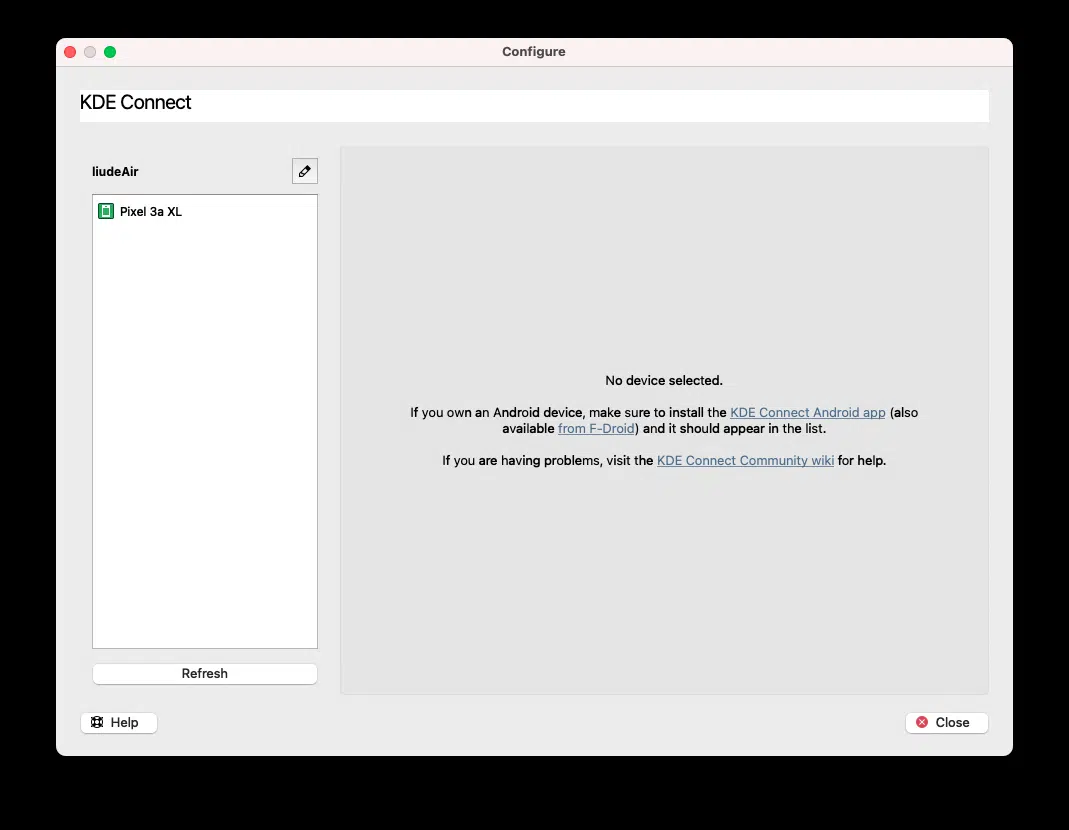 Configure
KDE Connect
liudeAir
Pixel 3a XL
No device selected.
If you own an Android device, make sure to install the KDE Connect Android app (also
available from F-Droid) and it should appear in the list.
If you are having problems, visit the KDE Connect Community wiki for help.
Refresh
Help
Close